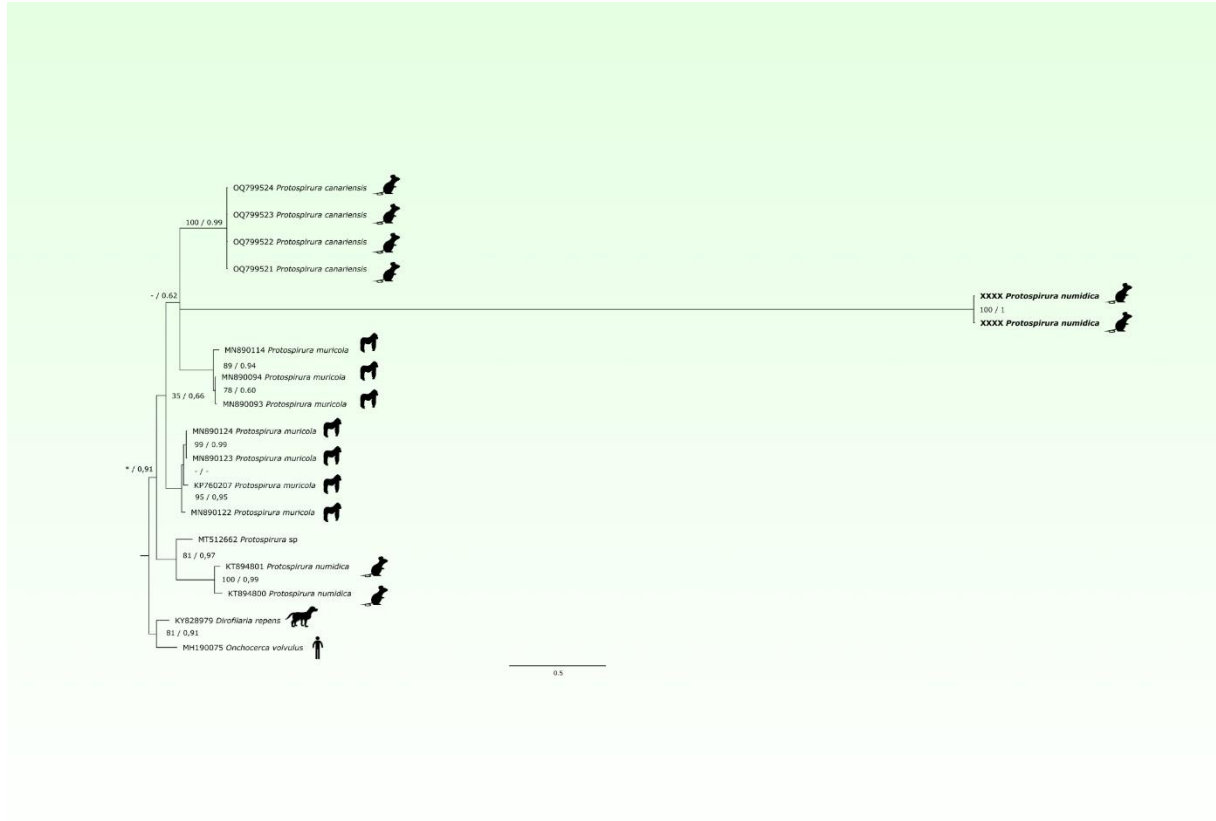 OQ799524 Protospirura canariensis
OQ799523 Protospirura canariensis
100 / 0.99
OQ799522 Protospirura canariensis
OQ799521 Protospirura canariensis
- / 0.62
XXXX Protospirura numidica
100 / 1
XXXX Protospirura numidica
MN890114 Protospirura muricola
89 / 0.94
MN890094 Protospirura muricola
78 / 0.60
35 / 0,66
MN890093 Protospirura muricola
MN890124 Protospirura muricola
99 / 0.99
MN890123 Protospirura muricola
* / 0,91
- / -
KP760207 Protospirura muricola
95 / 0,95
MN890122 Protospirura muricola
MT512662 Protospirura sp
81 / 0,97
KT894801 Protospirura numidica
100 / 0,99
KT894800 Protospirura numidica
KY828979 Dirofilaria repens
81 / 0,91
MH190075 Onchocerca volvulus
0.5